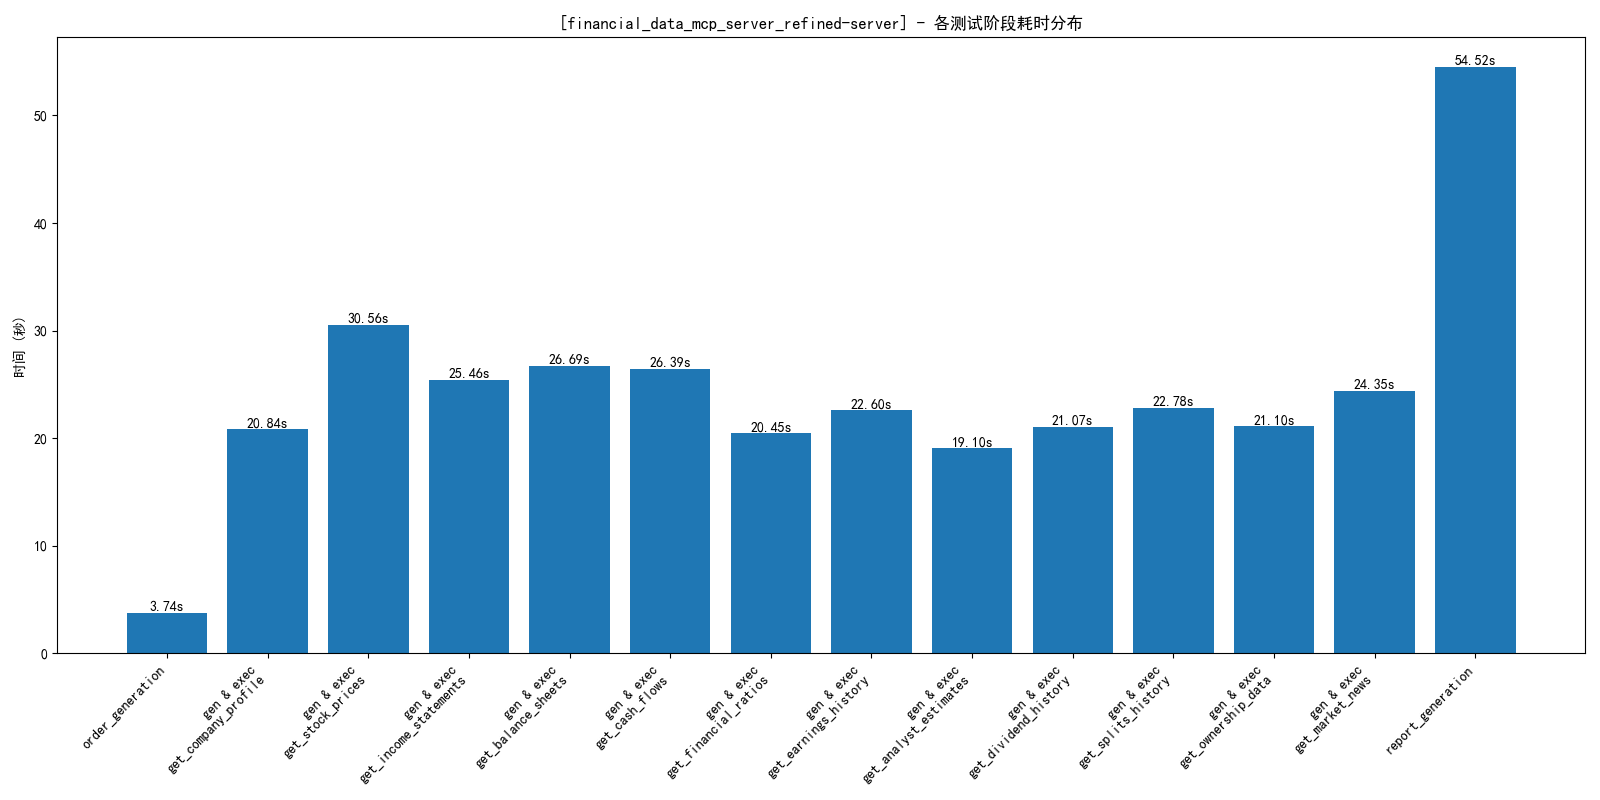 [financial_data_mcp_server_refined-server] - 各测试阶段耗时分布
时间 (秒)
50
40
30
20
10
0
3.74s
20.84s
30.56s
25.46s
26.69s
26.39s
20.45s
22.60s
19.10s
21.07s
22.78s
21.10s
24.35s
54.52s
order_generation
gen & exec
get_company_profile
gen & exec
get_stock_prices
gen & exec
get_income_statements
gen & exec
get_balance_sheets
gen & exec
get_cash_flows
gen & exec
get_financial_ratios
gen & exec
get_earnings_history
gen & exec
get_analyst_estimates
gen & exec
get_dividend_history
gen & exec
get_splits_history
gen & exec
get_ownership_data
gen & exec
get_market_news
report_generation